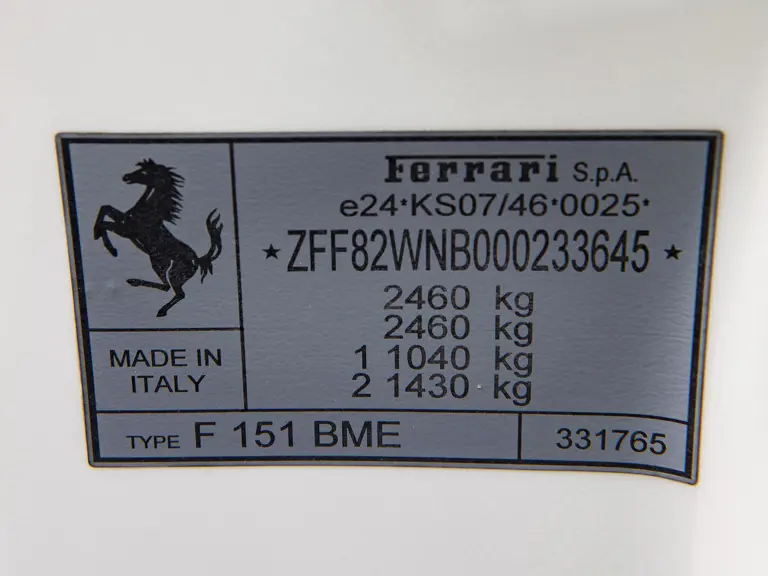 Ferrari S.p.A.
e24*KS07/46*0025*
★ZFF82WNB000233645★
2460 kg
2460 kg
1 1040 kg
2 1430 kg
MADE IN
ITALY
TYPE F 151 BME
331765